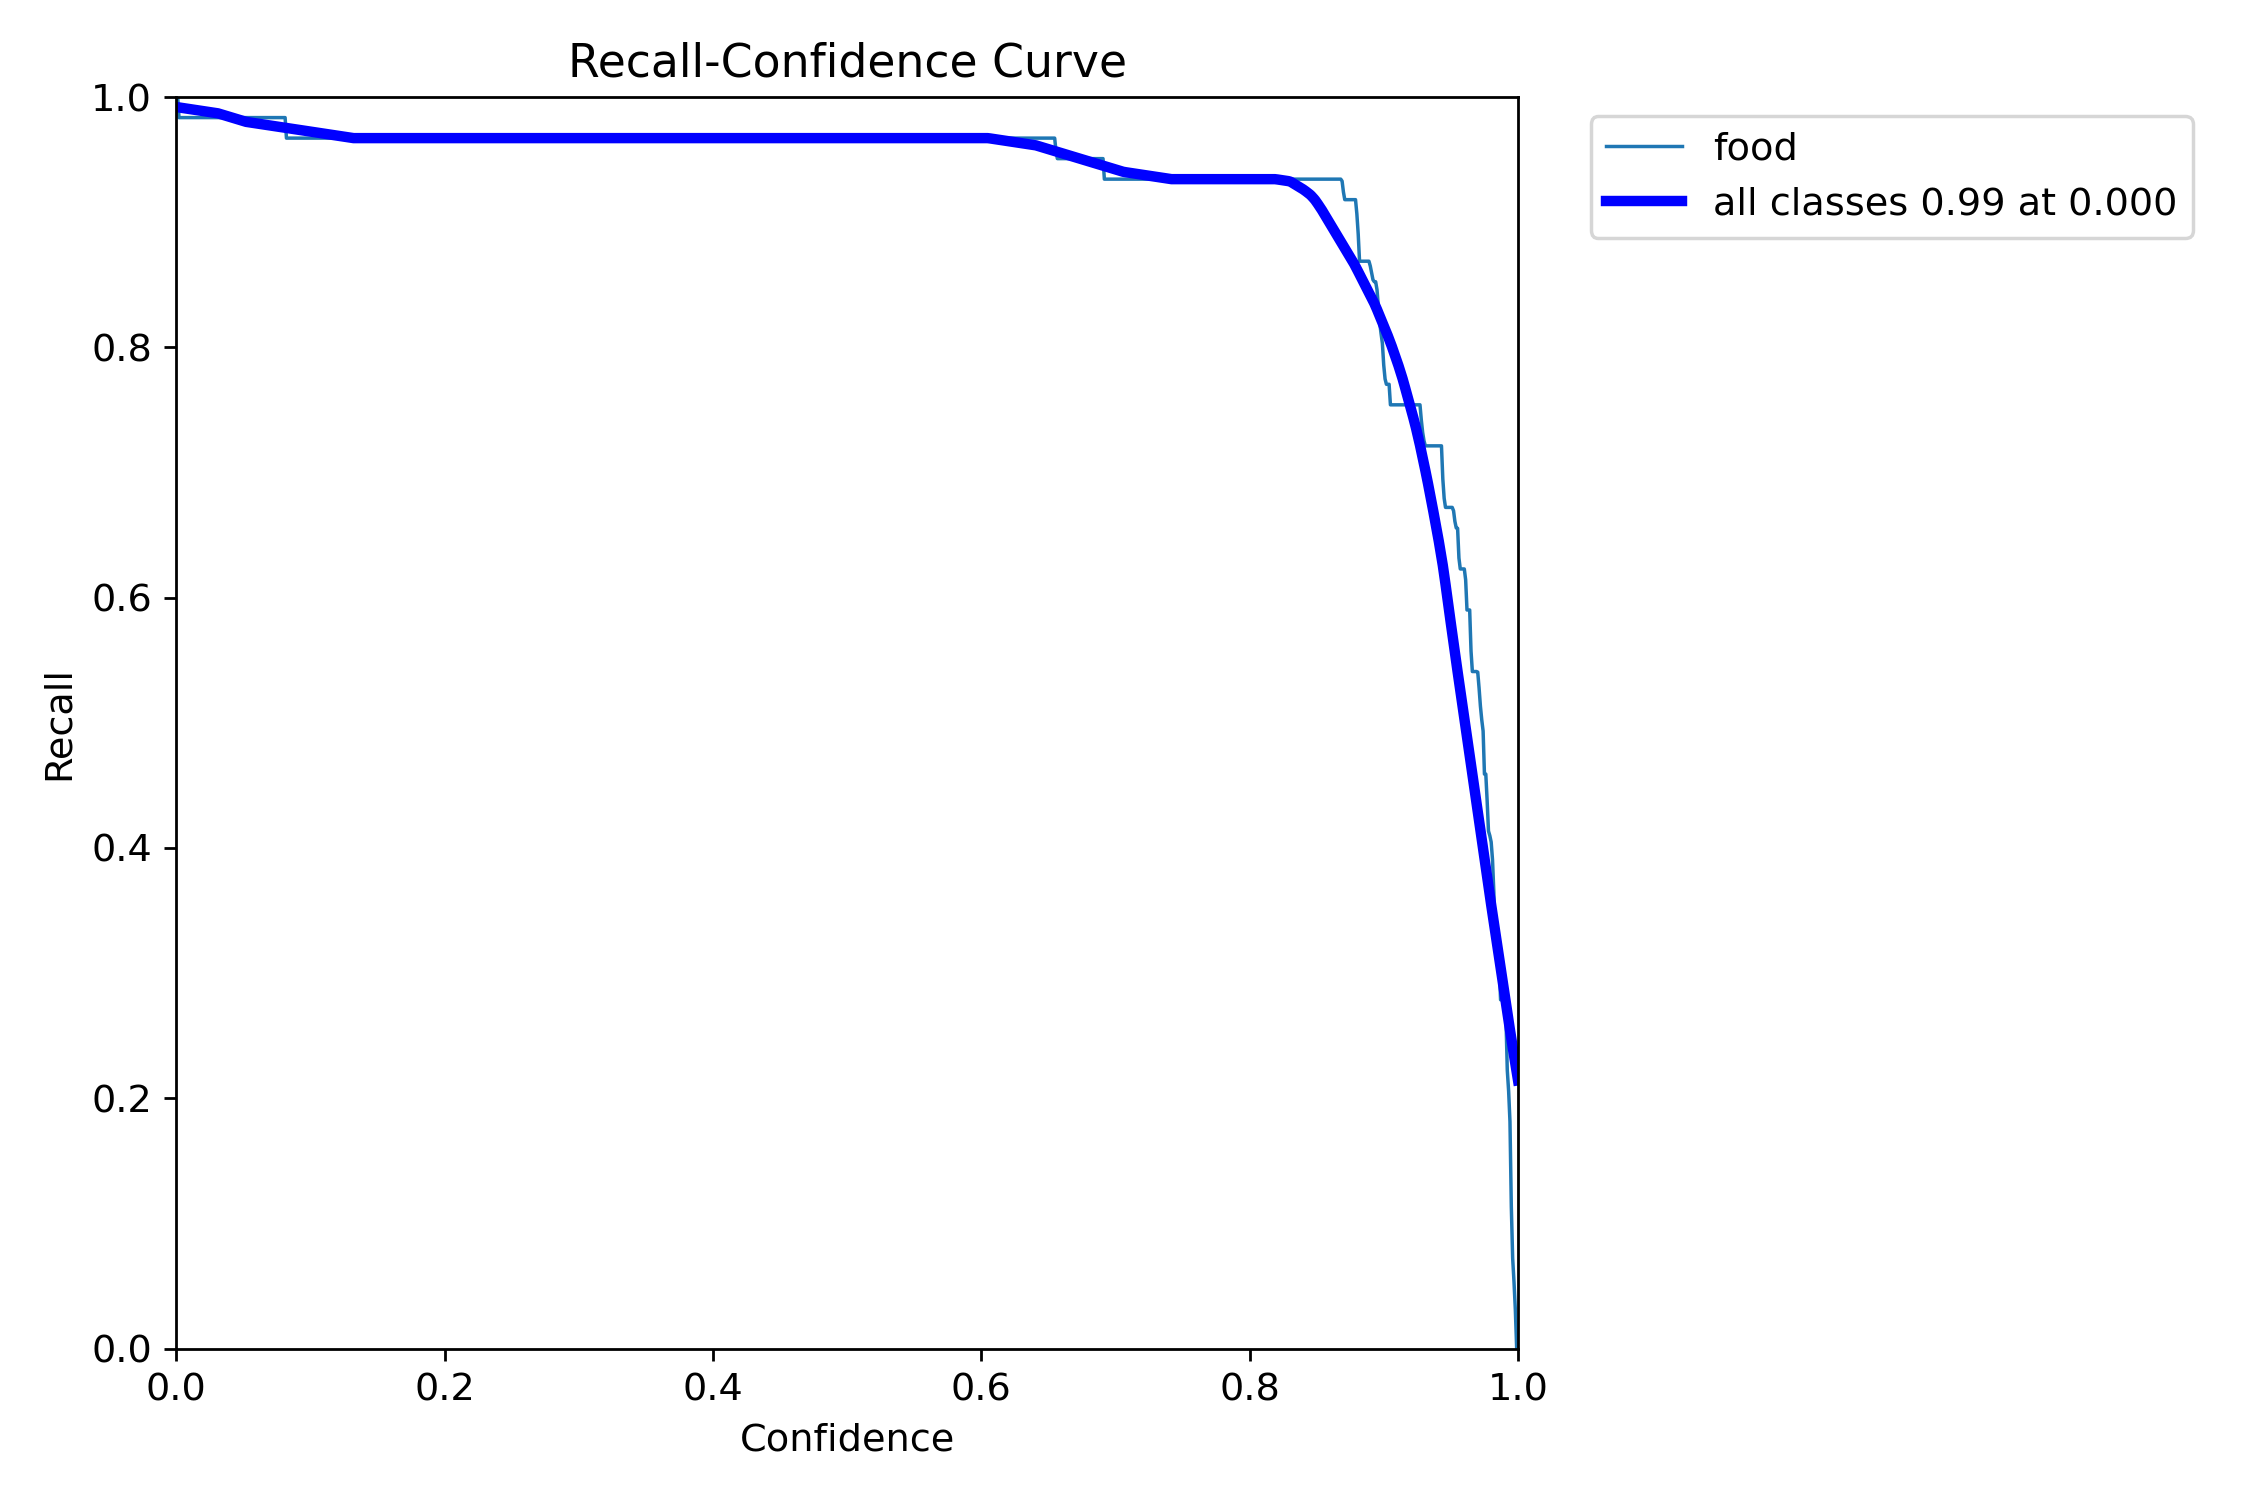 Recall-Confidence Curve
1.0
0.8
0.6
0.4
0.2
0.0
Recall
0.0 0.2 0.4 0.6 0.8 1.0
Confidence
food
all classes 0.99 at 0.000